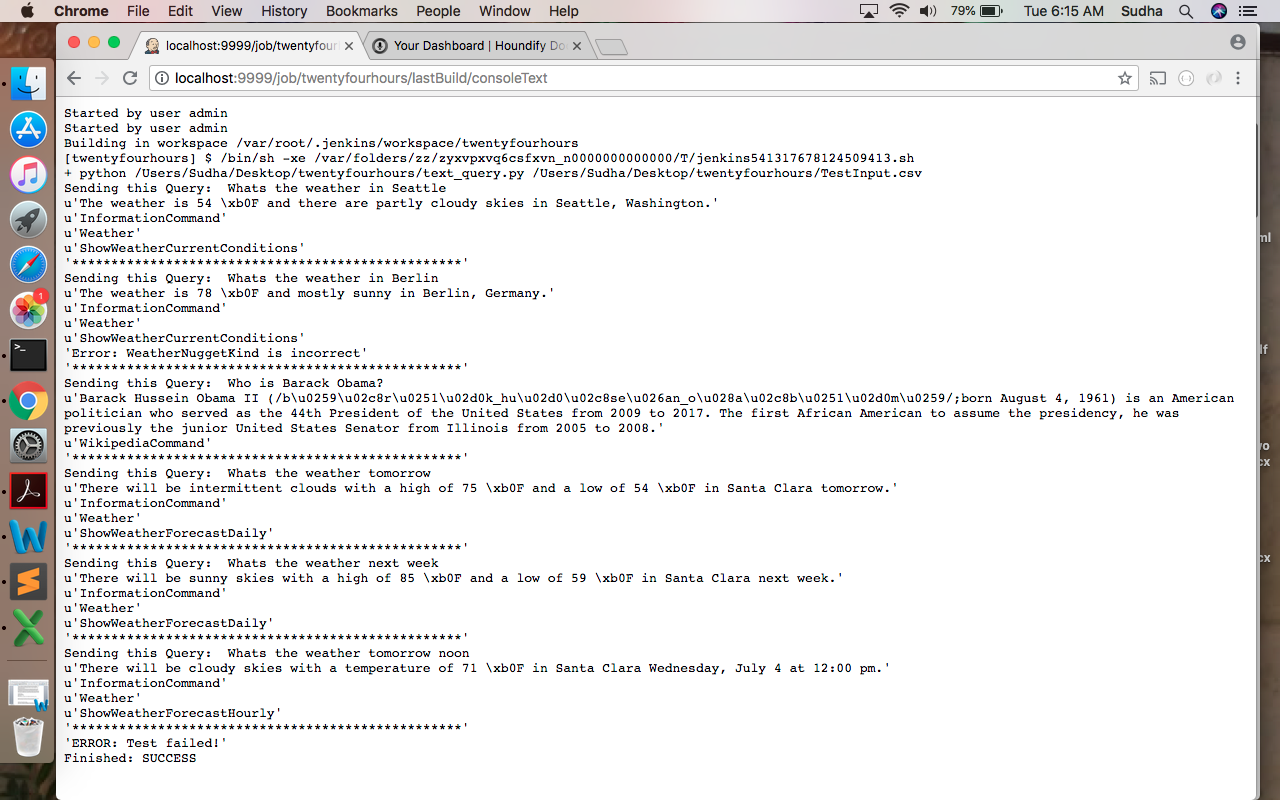 Chrome File Edit View History Bookmarks People Window Help 79% Tue 6:15 AM Sudha
localhost:9999/job/twentyfour Your Dashboard | Houndify Do
localhost:9999/job/twentyfourhours/lastBuild/consoleText
Started by user admin
Started by user admin
Building in workspace /var/root/.jenkins/workspace/twentyfourhours
[twentyfourhours] $ /bin/sh -xe /var/folders/zz/zyxvpxvq6csfxvn_n0000000000000/T/jenkins541317678124509413.sh
+ python /Users/Sudha/Desktop/twentyfourhours/text_query.py /Users/Sudha/Desktop/twentyfourhours/TestInput.csv
Sending this Query:  Whats the weather in Seattle
u'The weather is 54 \xb0F and there are partly cloudy skies in Seattle, Washington.'
u'InformationCommand'
u'Weather'
u'ShowWeatherCurrentConditions'
'**************************************************'
Sending this Query:  Whats the weather in Berlin
u'The weather is 78 \xb0F and mostly sunny in Berlin, Germany.'
u'InformationCommand'
u'Weather'
u'ShowWeatherCurrentConditions'
'Error: WeatherNuggetKind is incorrect'
'**************************************************'
Sending this Query:  Who is Barack Obama?
u'Barack Hussein Obama II (/b\u0259\u02c8r\u0251\u02d0k_hu\u02d0\u02c8se\u026an_o\u028a\u02c8b\u0251\u02d0m\u0259/;born August 4, 1961) is an American
politician who served as the 44th President of the United States from 2009 to 2017. The first African American to assume the presidency, he was
previously the junior United States Senator from Illinois from 2005 to 2008.'
u'WikipediaCommand'
'**************************************************'
Sending this Query:  Whats the weather tomorrow
u'There will be intermittent clouds with a high of 75 \xb0F and a low of 54 \xb0F in Santa Clara tomorrow.'
u'InformationCommand'
u'Weather'
u'ShowWeatherForecastDaily'
'**************************************************'
Sending this Query:  Whats the weather next week
u'There will be sunny skies with a high of 85 \xb0F and a low of 59 \xb0F in Santa Clara next week.'
u'InformationCommand'
u'Weather'
u'ShowWeatherForecastDaily'
'**************************************************'
Sending this Query:  Whats the weather tomorrow noon
u'There will be cloudy skies with a temperature of 71 \xb0F in Santa Clara Wednesday, July 4 at 12:00 pm.'
u'InformationCommand'
u'Weather'
u'ShowWeatherForecastHourly'
'**************************************************'
'ERROR: Test failed!'
Finished: SUCCESS